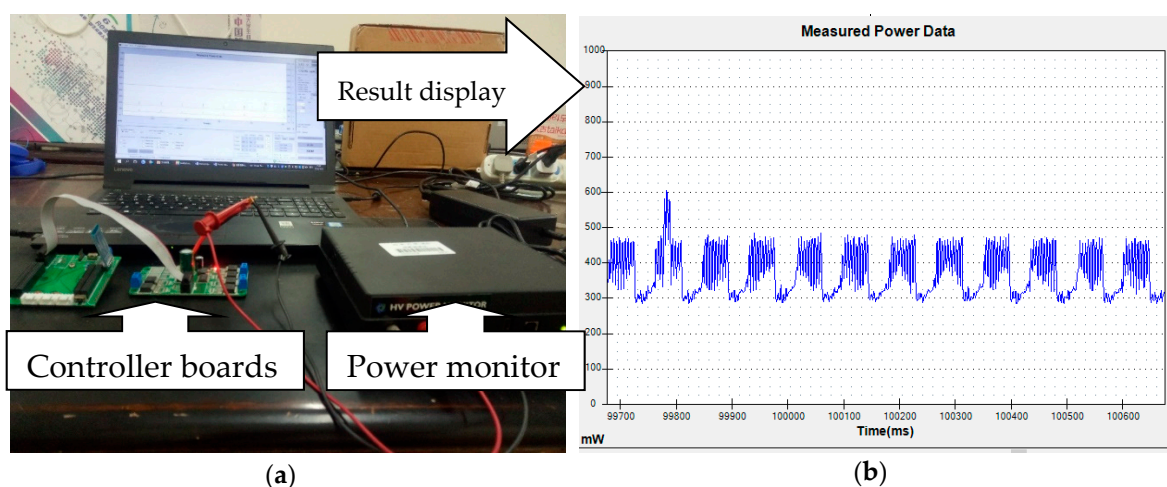 Result display
HV POWER MONITOR
Controller boards
Power monitor
(a)
Measured Power Data
1000
900
800
700
600
500
400
300
200
100
0
99700 99800 99900 100000 100100 100200 100300 100400 100500 100600
Time(ms)
mW
(b)